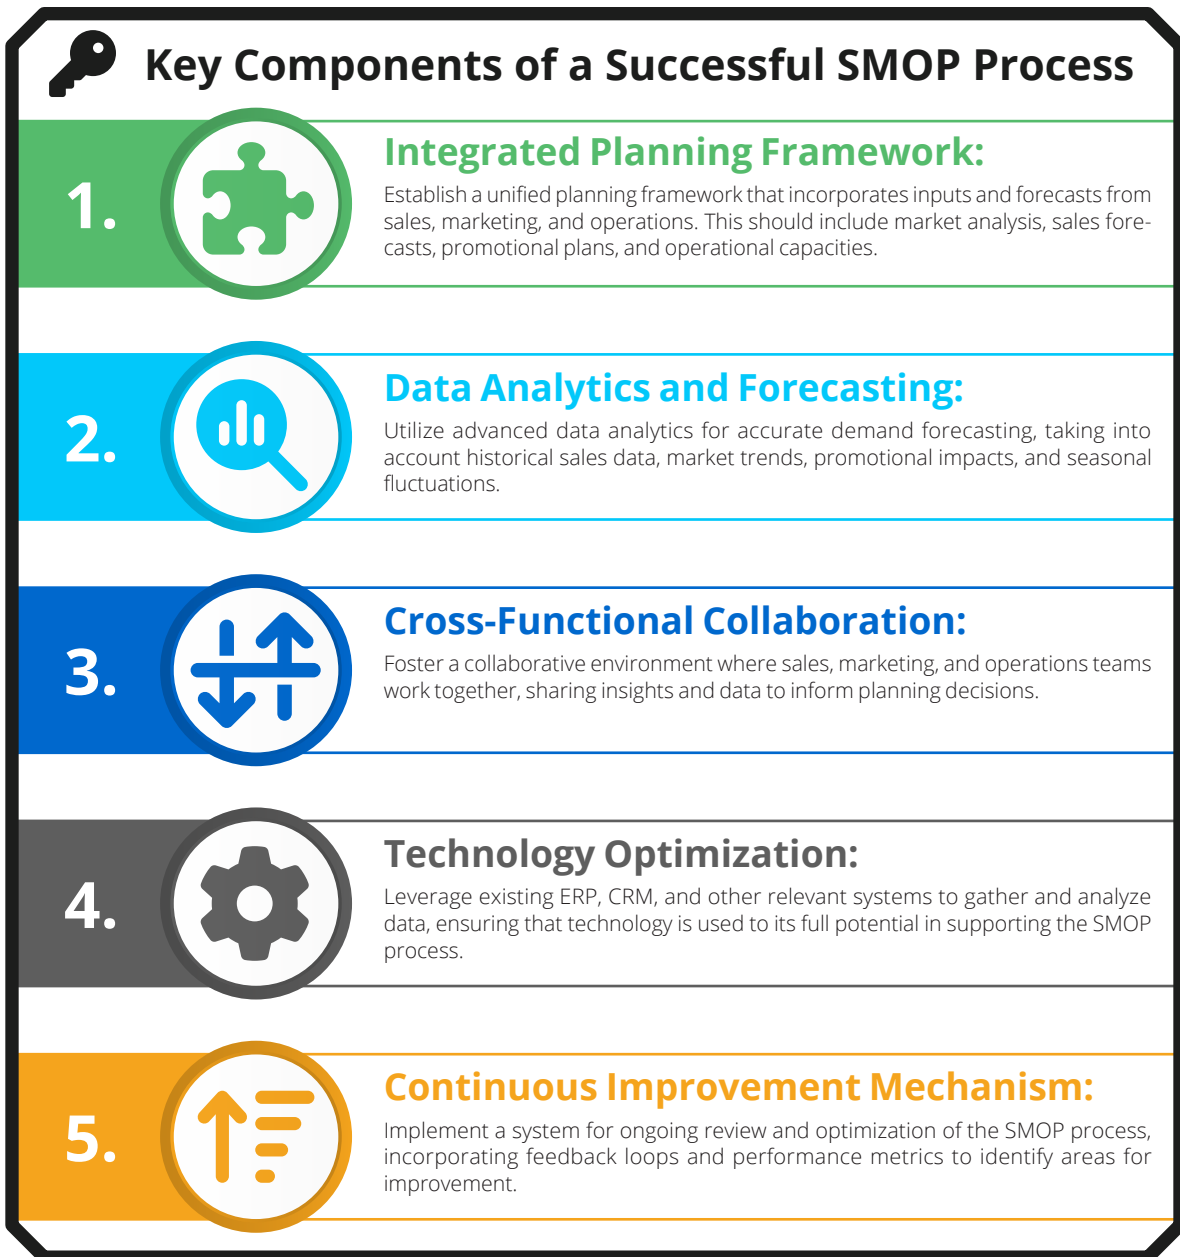 Key Components of a Successful SMOP Process
1.
Integrated Planning Framework:
Establish a unified planning framework that incorporates inputs and forecasts from
sales, marketing, and operations. This should include market analysis, sales fore-
casts, promotional plans, and operational capacities.
2.
Data Analytics and Forecasting:
Utilize advanced data analytics for accurate demand forecasting, taking into
account historical sales data, market trends, promotional impacts, and seasonal
fluctuations.
3.
Cross-Functional Collaboration:
Foster a collaborative environment where sales, marketing, and operations teams
work together, sharing insights and data to inform planning decisions.
4.
Technology Optimization:
Leverage existing ERP, CRM, and other relevant systems to gather and analyze
data, ensuring that technology is used to its full potential in supporting the SMOP
process.
5.
Continuous Improvement Mechanism:
Implement a system for ongoing review and optimization of the SMOP process,
incorporating feedback loops and performance metrics to identify areas for
improvement.